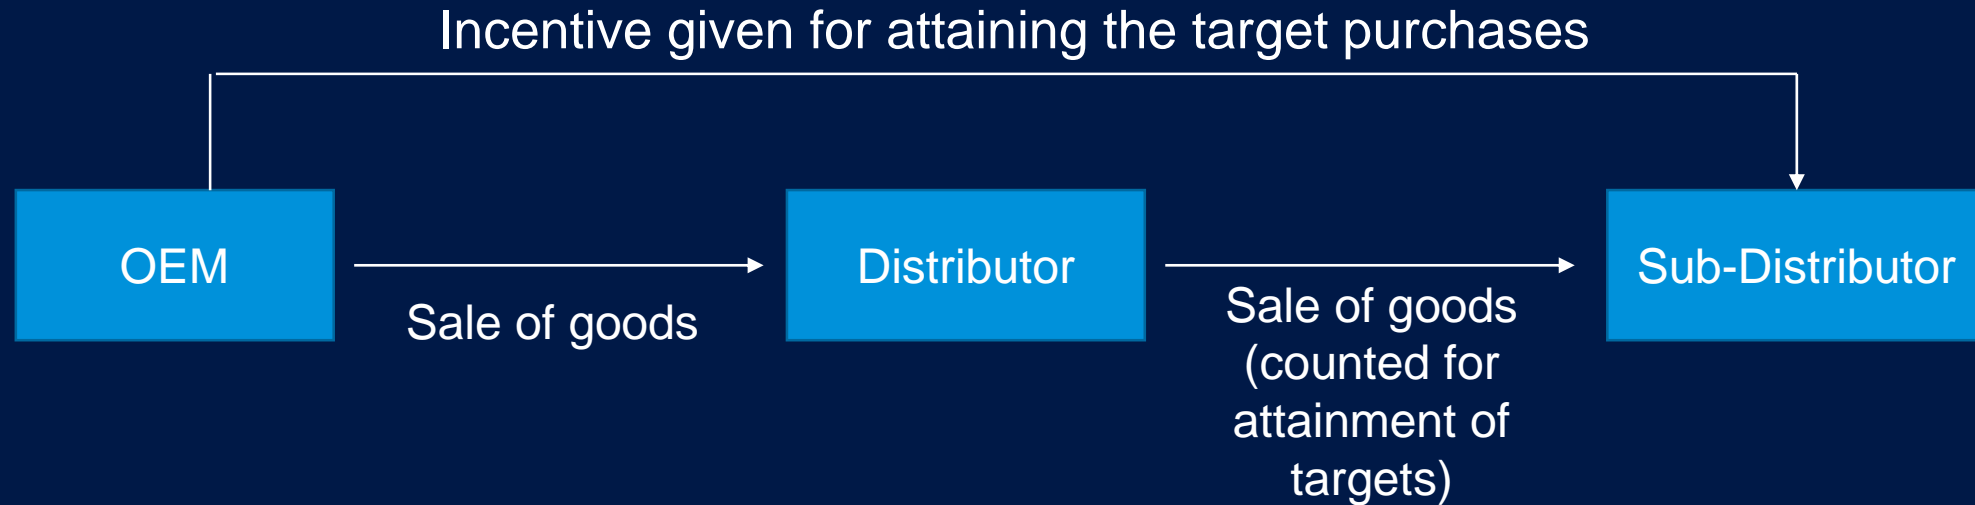 Incentive given for attaining the target purchases
OEM
Sale of goods
Distributor
Sale of goods
(counted for
attainment of
targets)
Sub-Distributor